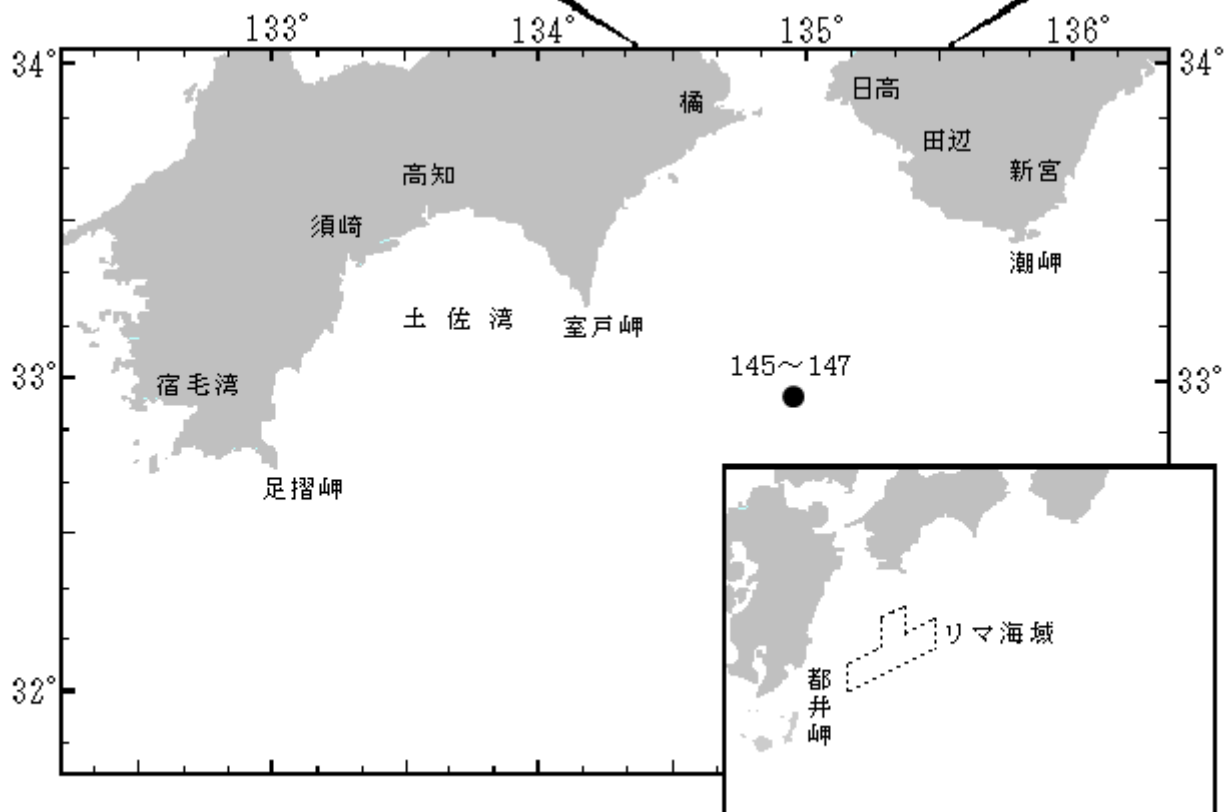 133° 134° 135° 136°
34° 34°
日高
橘
田辺
新宮
高知
須崎
潮岬
土佐湾
室戸岬
145～147
33° 33°
宿毛湾
足摺岬
リマ海域
都井岬
32°